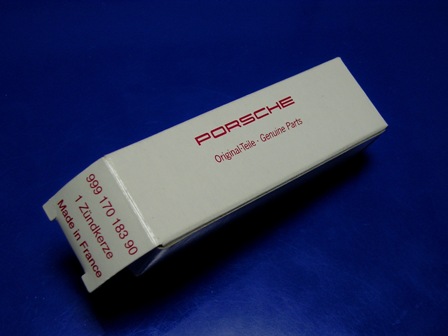 PORSCHE
Original-Teile · Genuine Parts
999 170 183 90
1 Zündkerze
Made in France